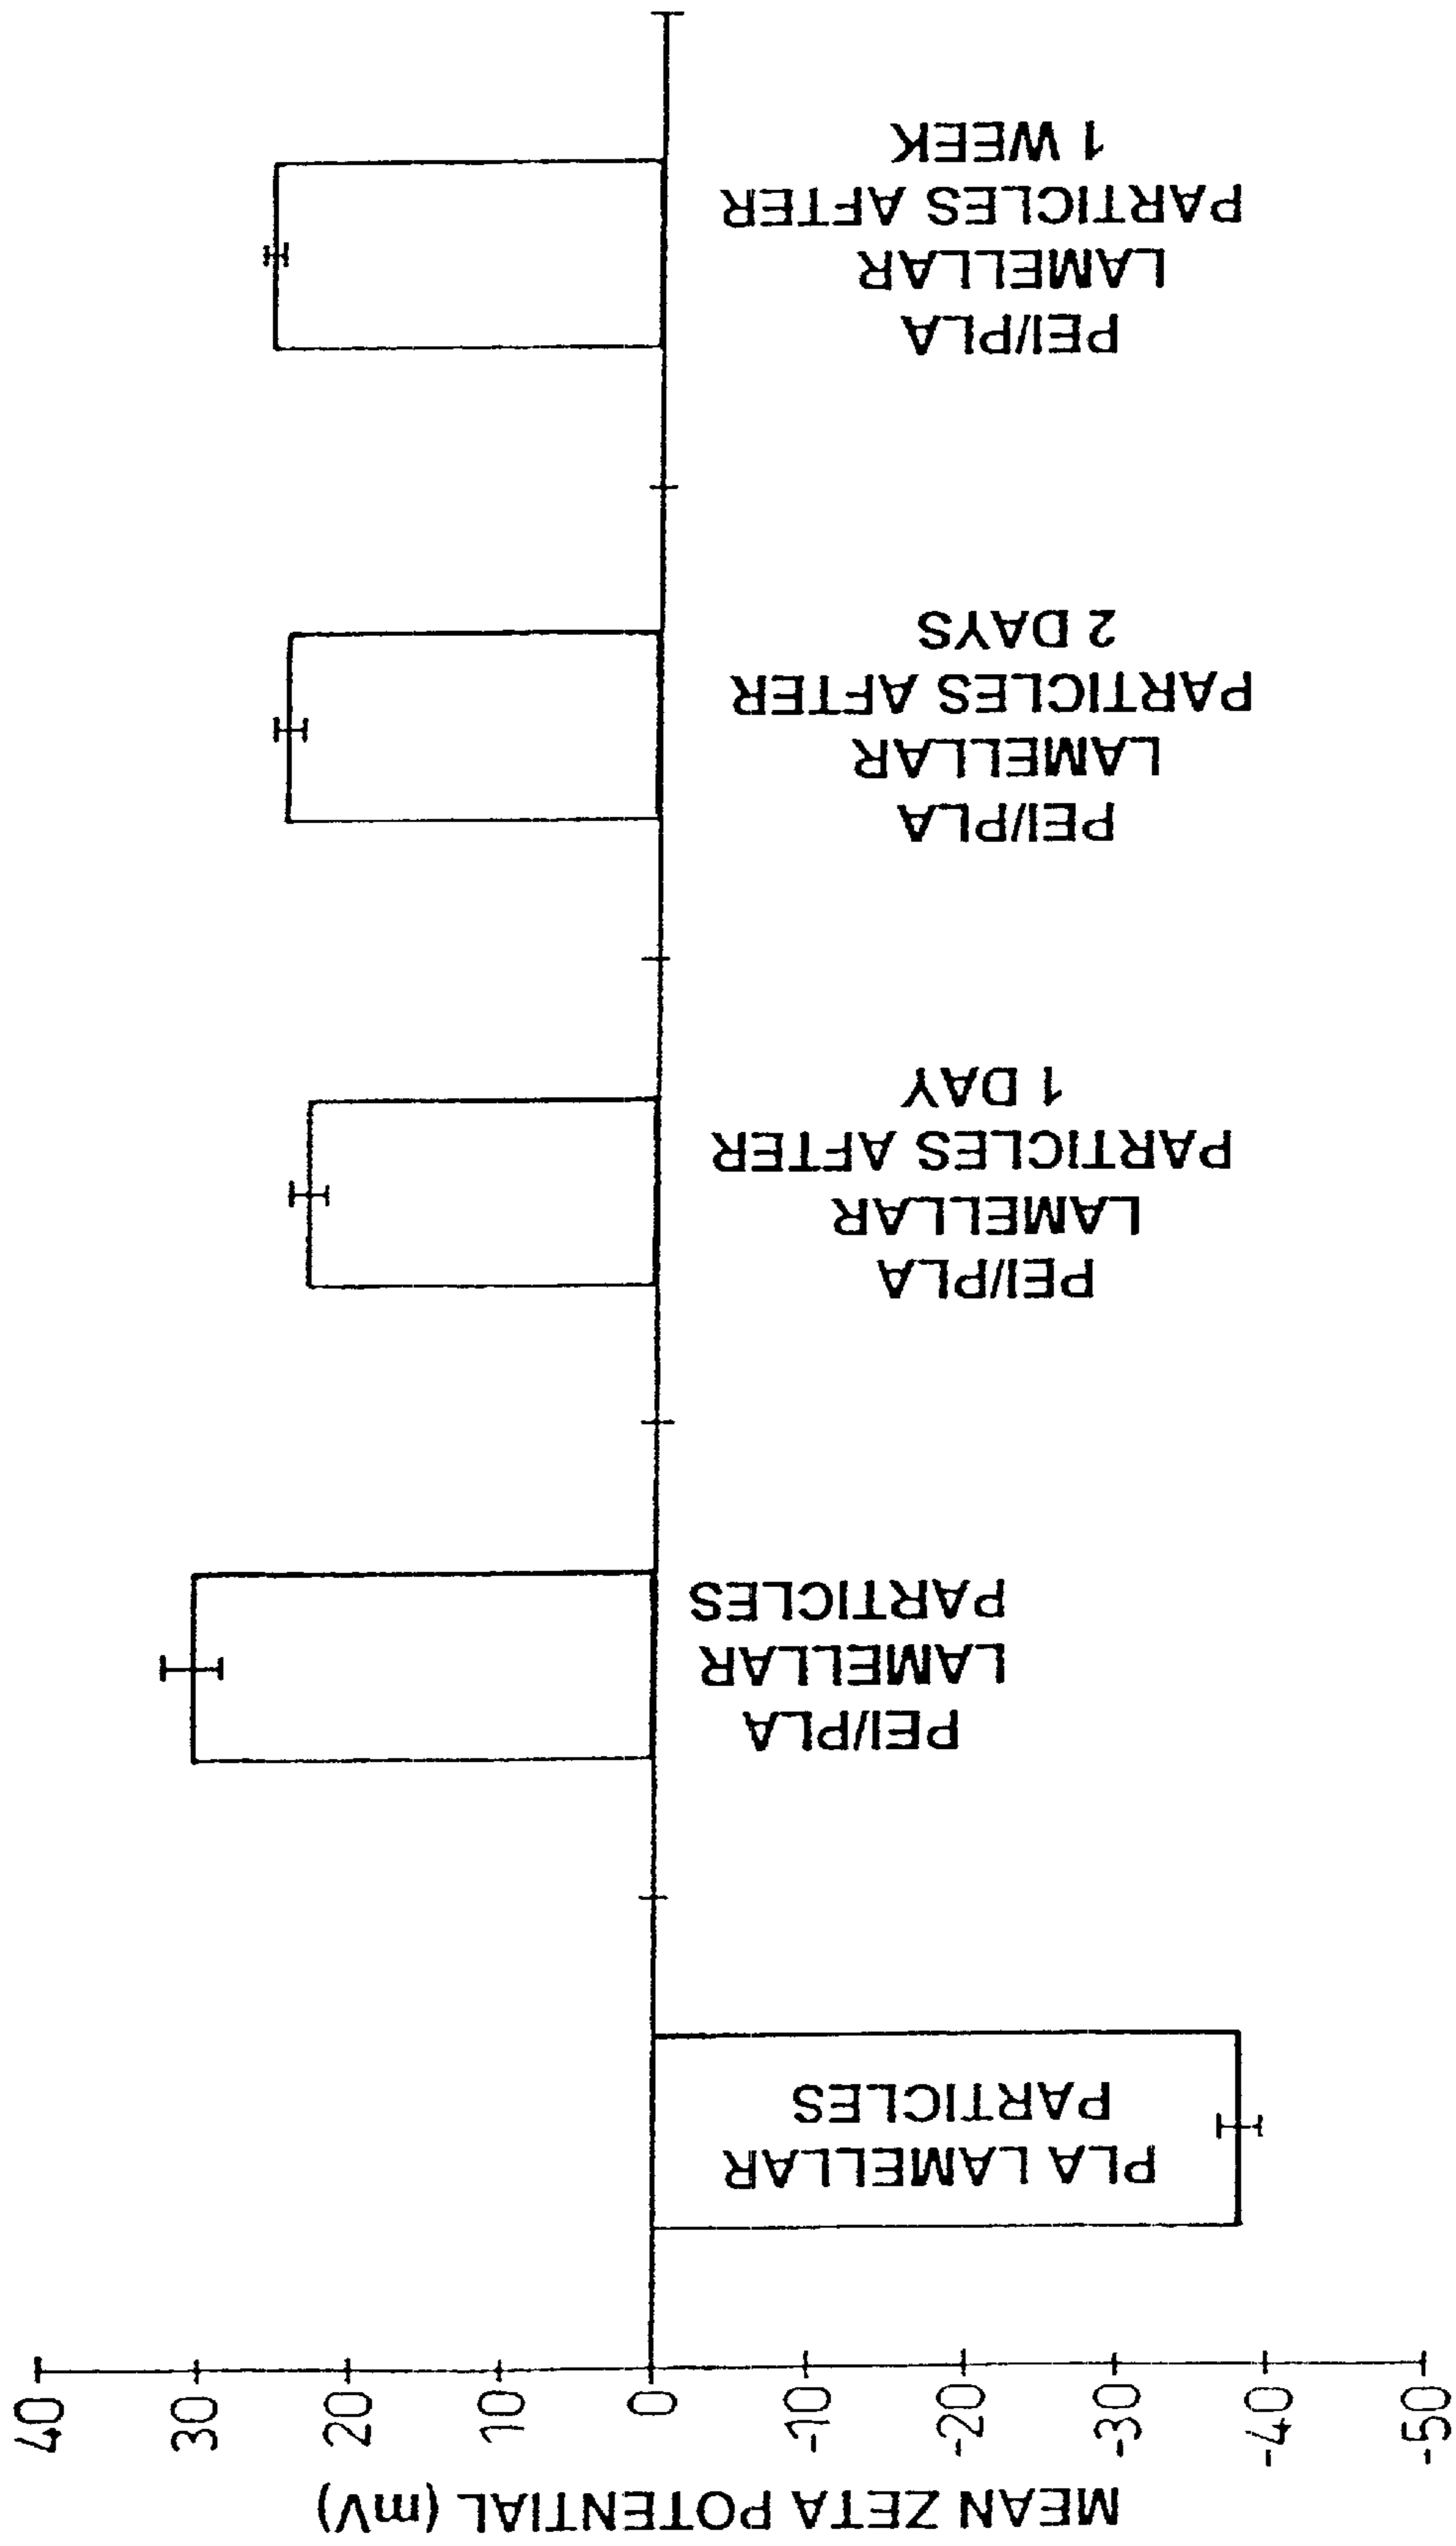 MEAN ZETA POTENTIAL (mV)
40
30
20
10
0
-10
-20
-30
-40
-50
PLA LAMELLAR
PARTICLES
PEI/PLA
LAMELLAR
PARTICLES
PEI/PLA
LAMELLAR
PARTICLES AFTER
1 DAY
PEI/PLA
LAMELLAR
PARTICLES AFTER
2 DAYS
PEI/PLA
LAMELLAR
PARTICLES AFTER
1 WEEK